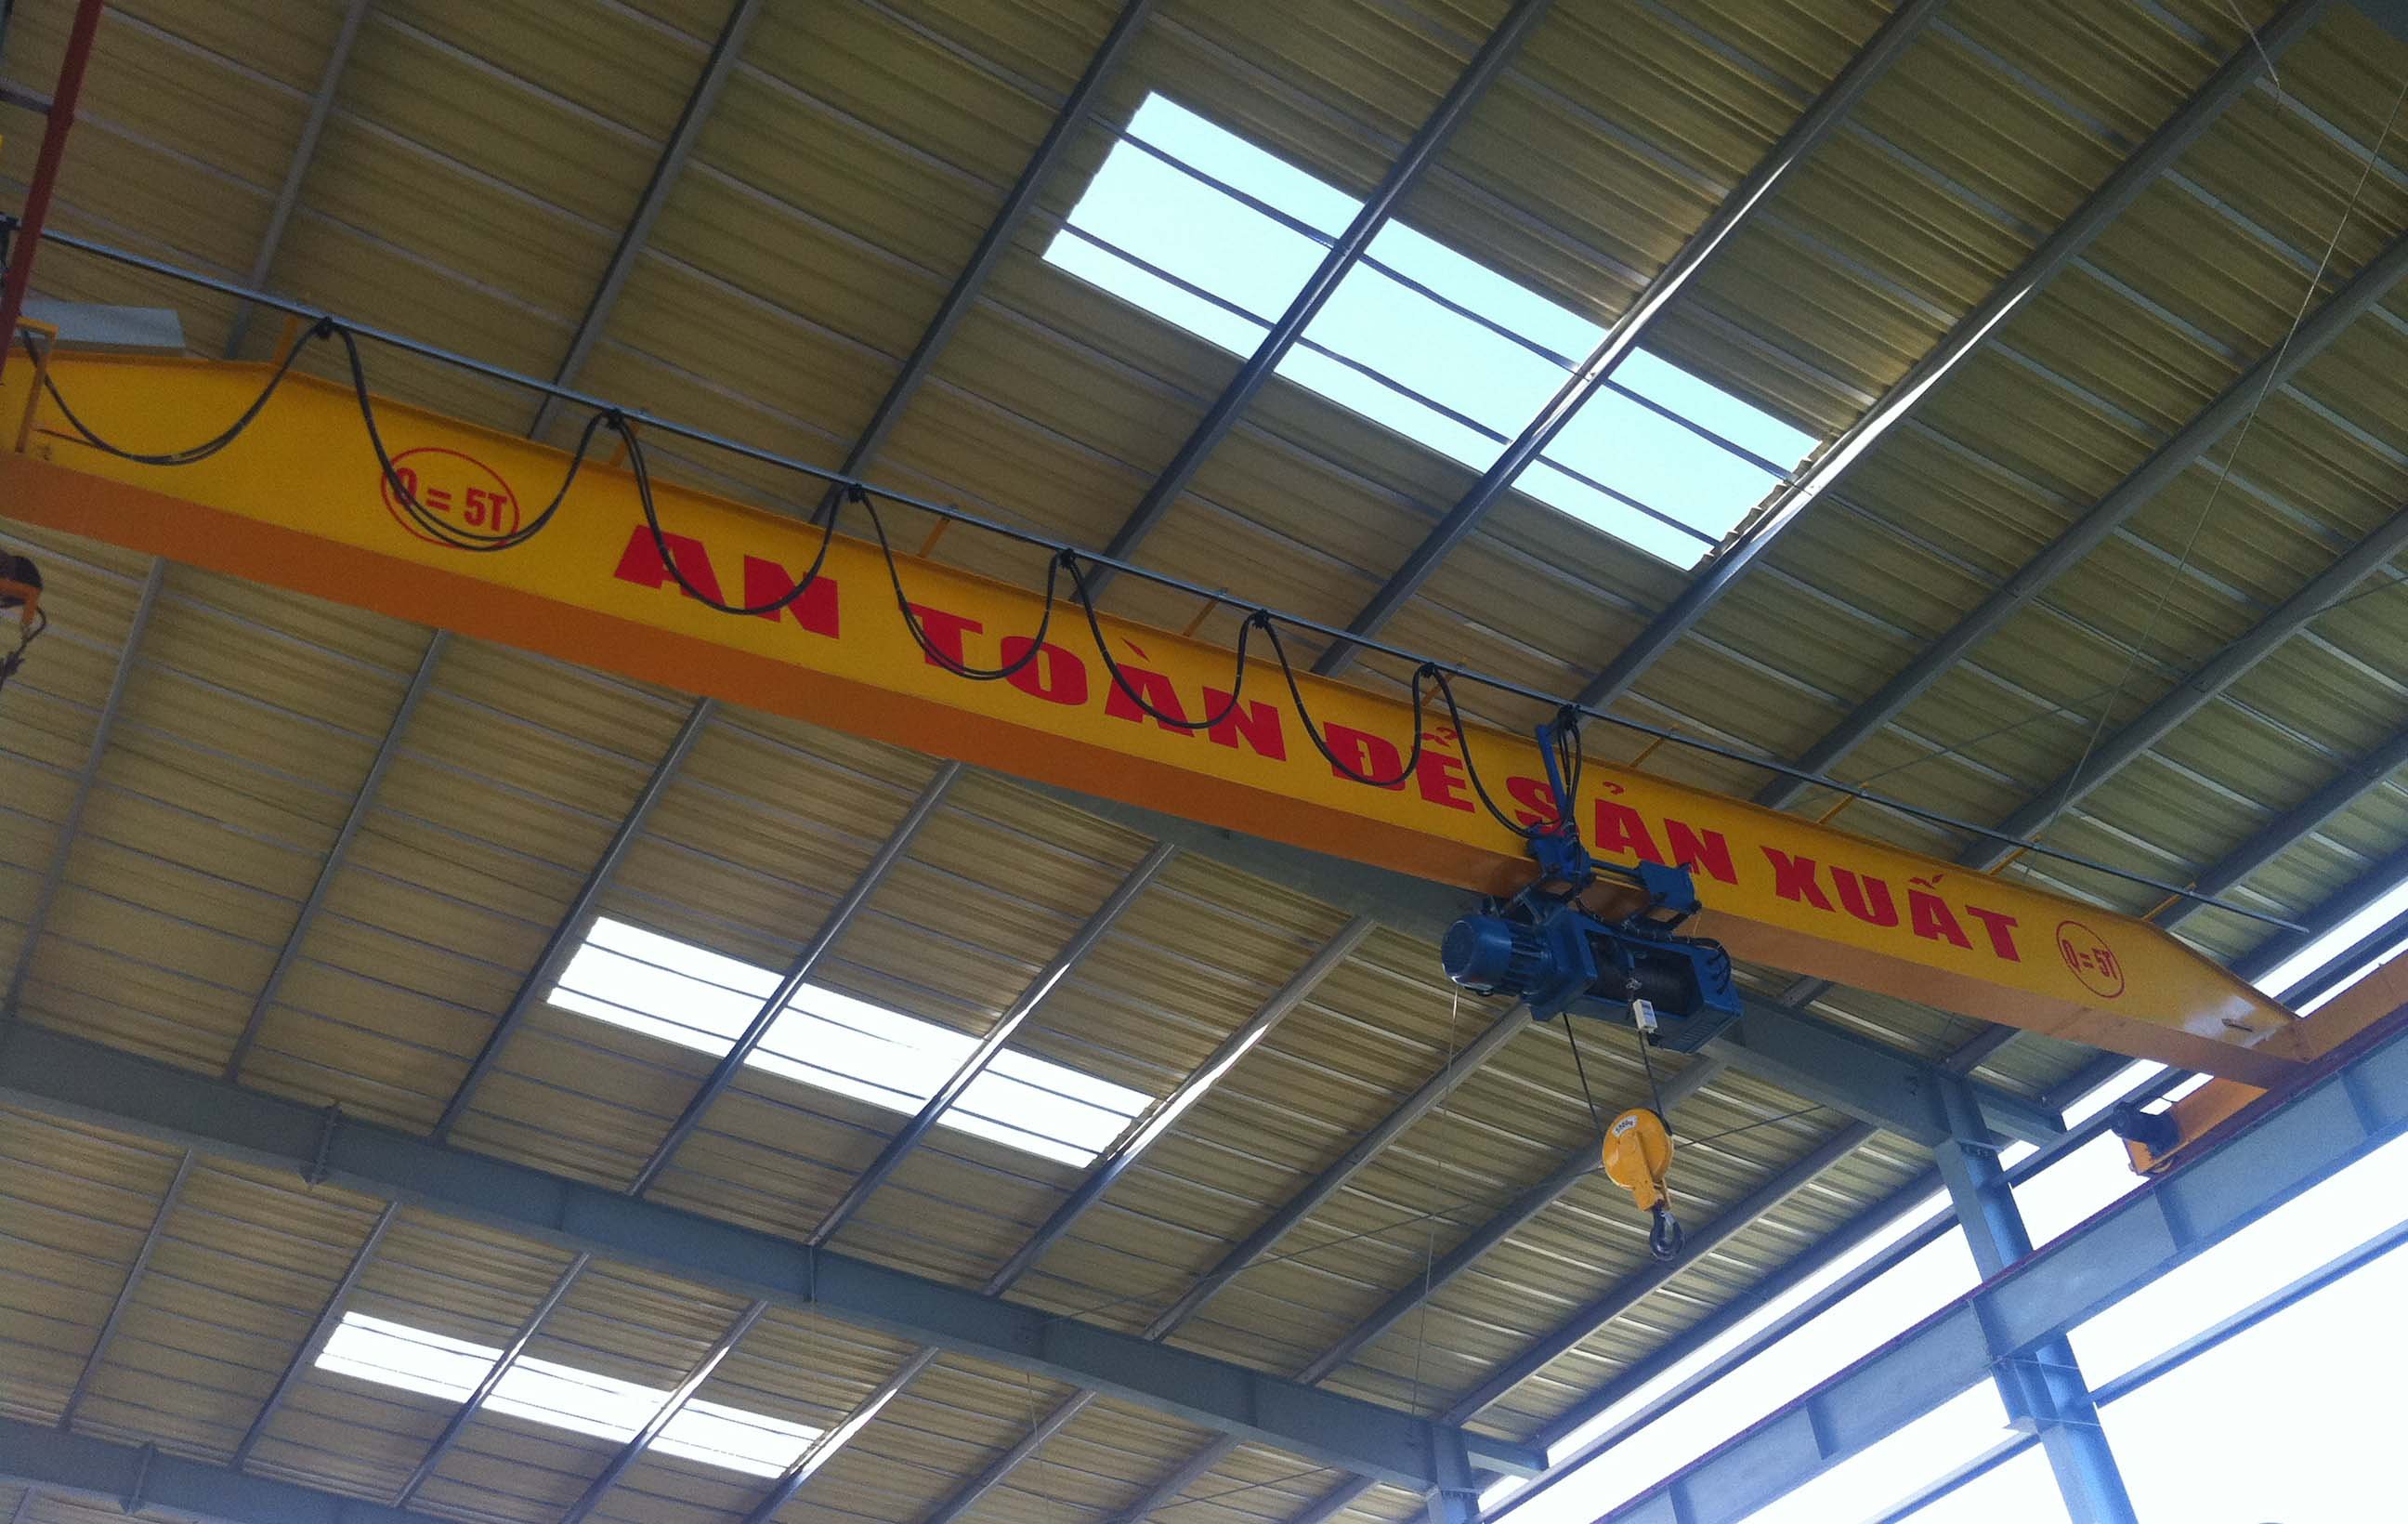 Q = 5T
AN TOÀN ĐỂ SẢN XUẤT
Q = 5T